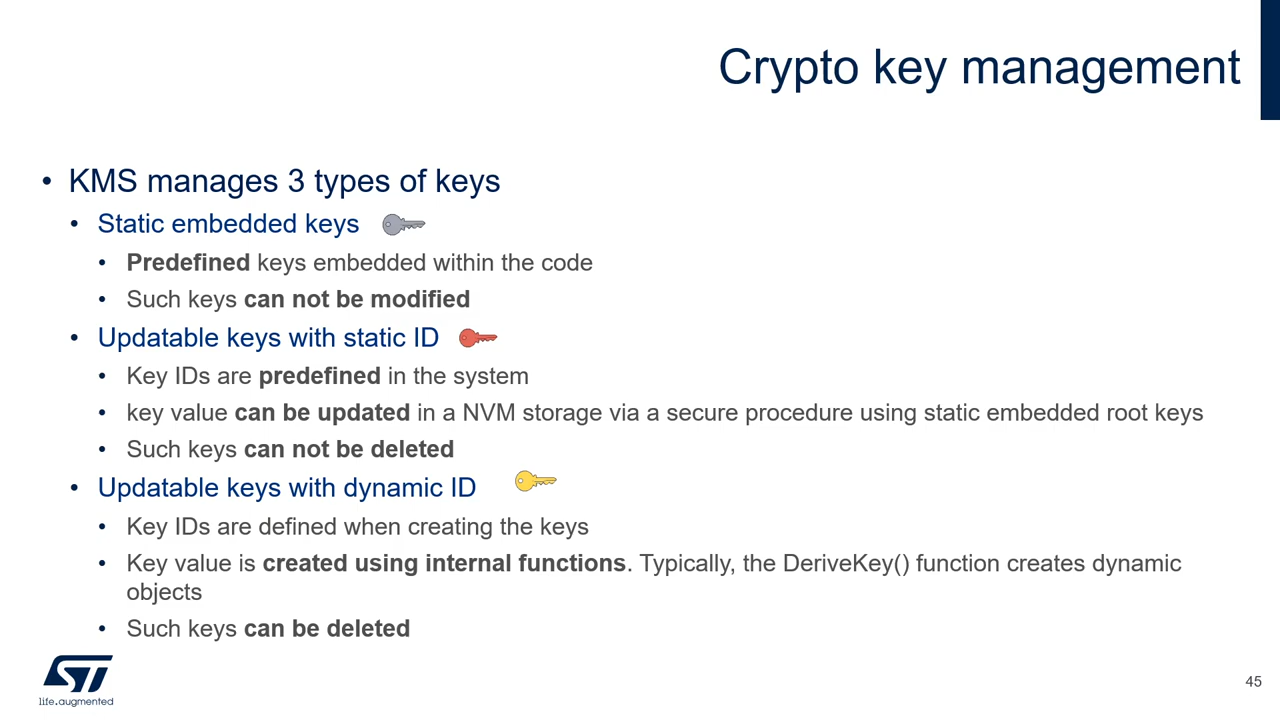 Crypto key management
• KMS manages 3 types of keys
• Static embedded keys
• Predefined keys embedded within the code
• Such keys can not be modified
• Updatable keys with static ID
• Key IDs are predefined in the system
• key value can be updated in a NVM storage via a secure procedure using static embedded root keys
• Such keys can not be deleted
• Updatable keys with dynamic ID
• Key IDs are defined when creating the keys
• Key value is created using internal functions. Typically, the DeriveKey() function creates dynamic
objects
• Such keys can be deleted
ST
life.augmented
45